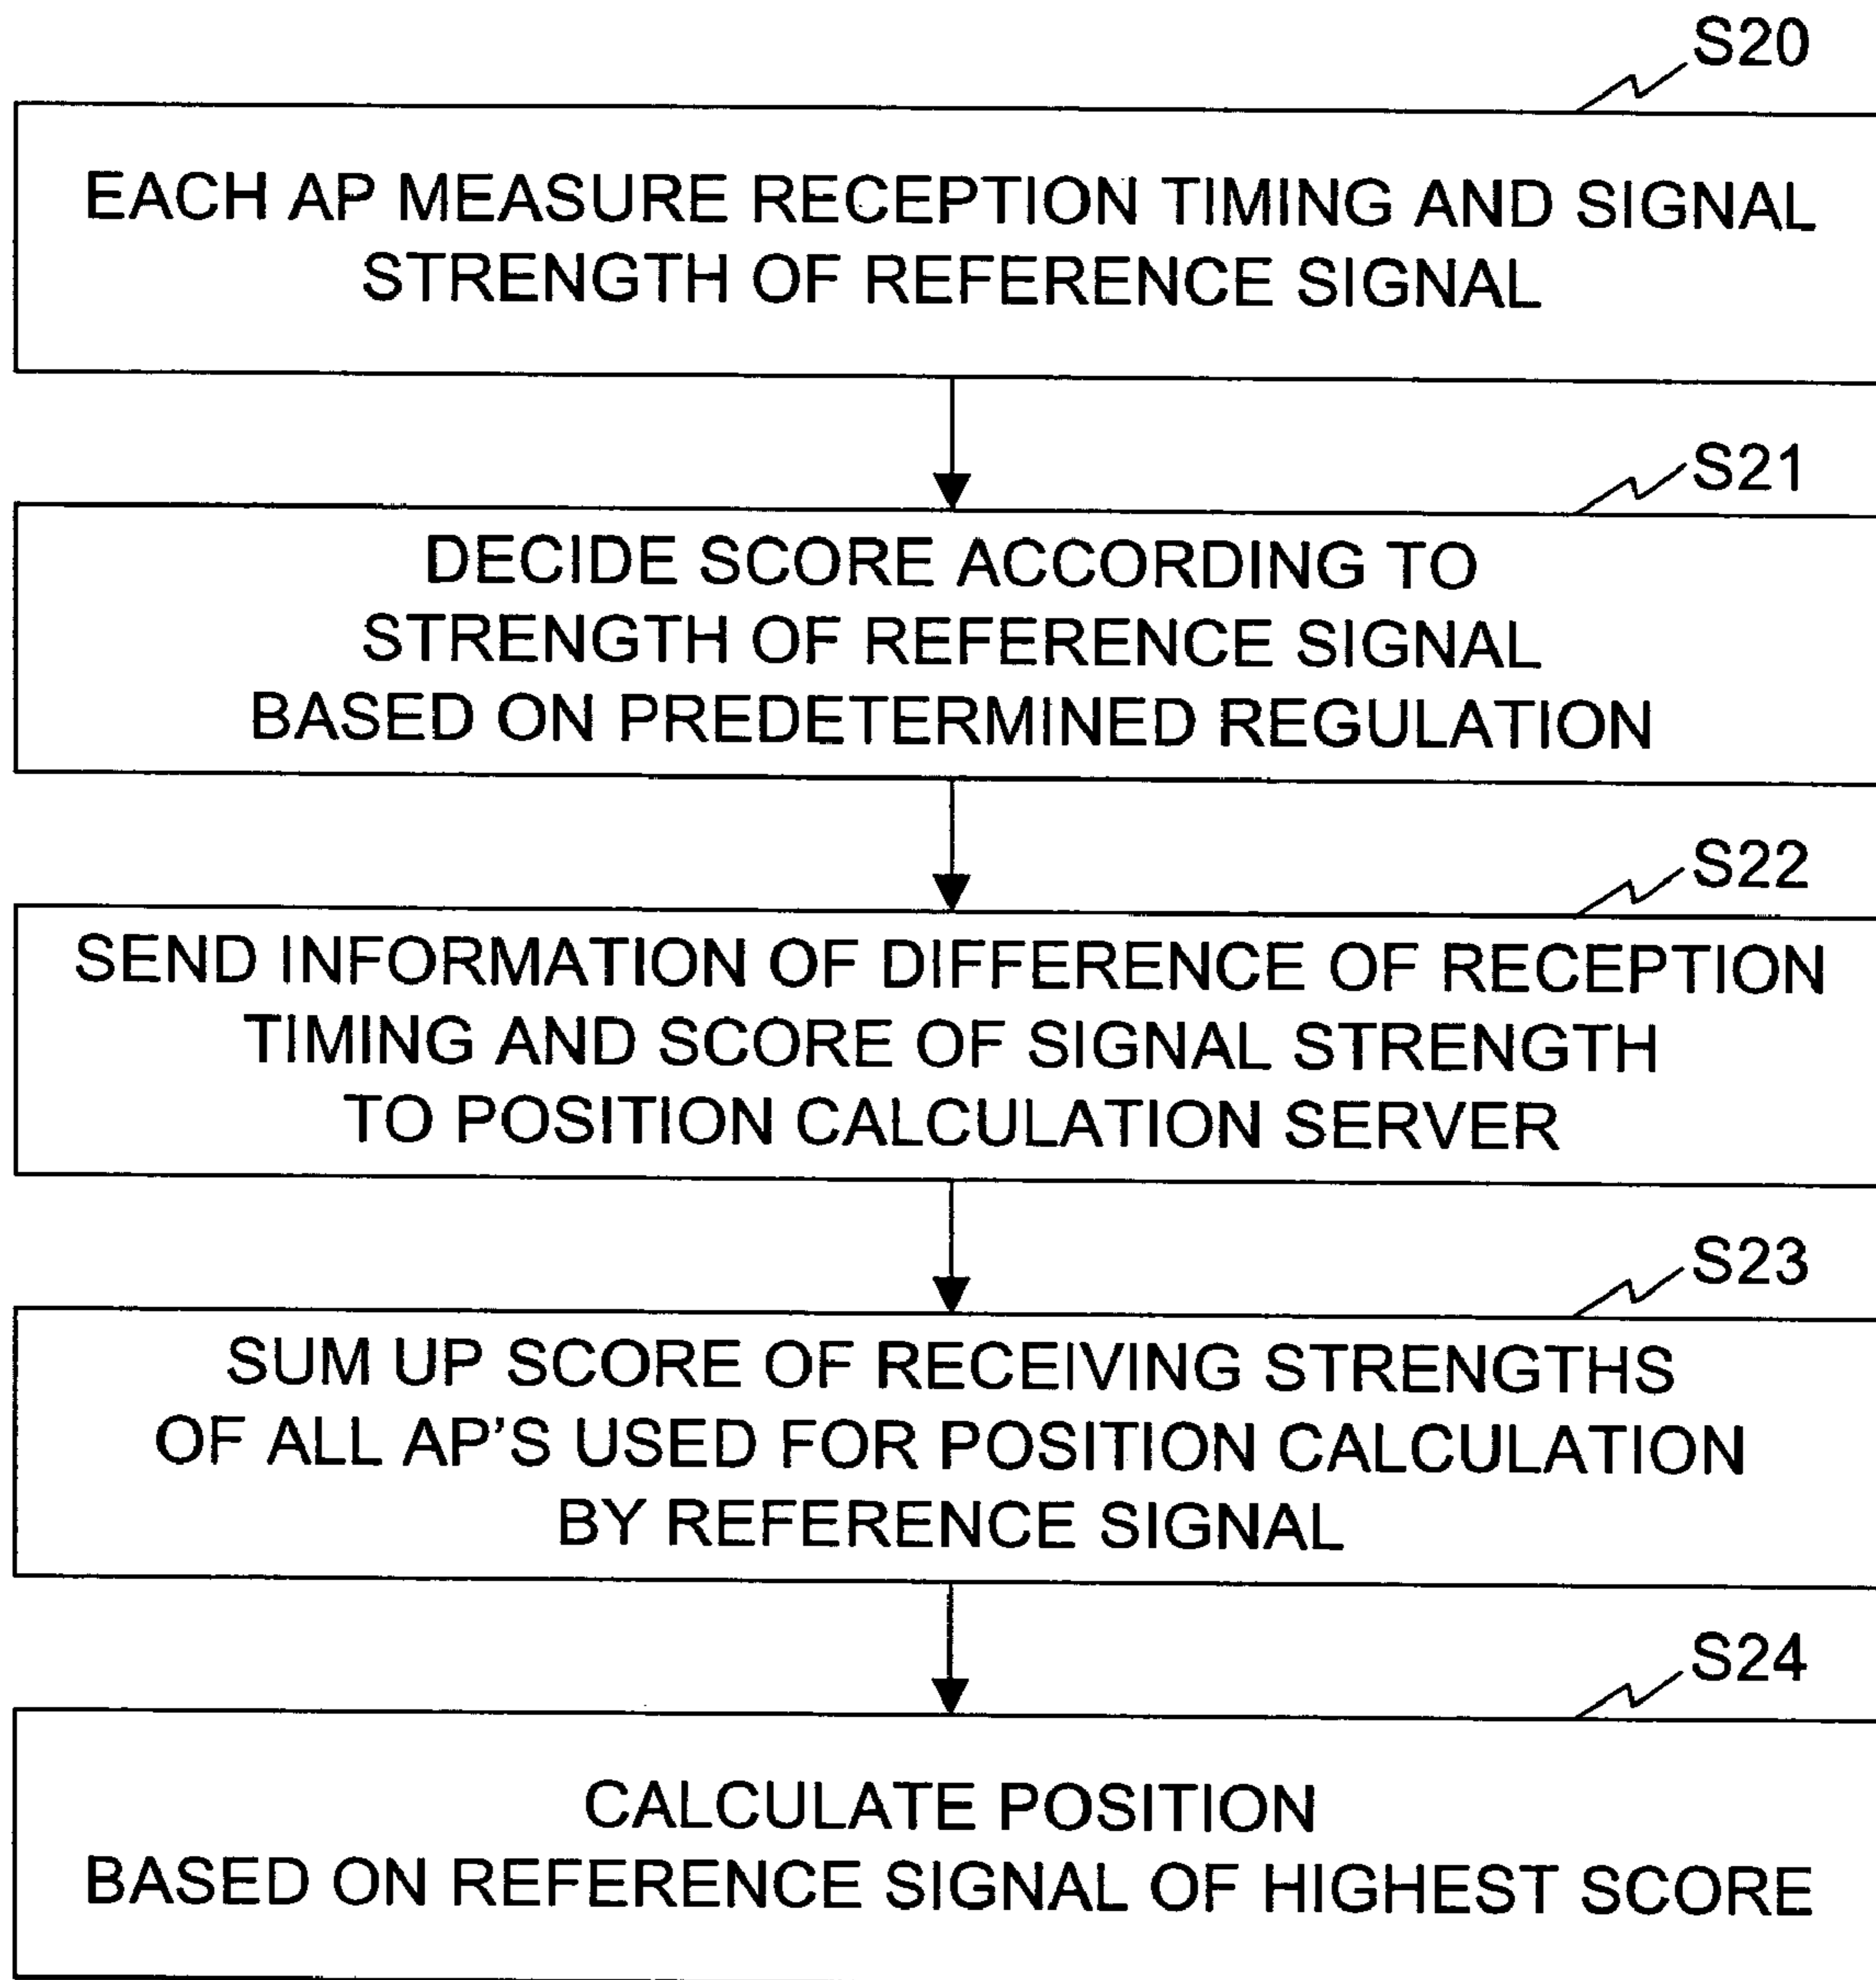 S20
EACH AP MEASURE RECEPTION TIMING AND SIGNAL
STRENGTH OF REFERENCE SIGNAL
S21
DECIDE SCORE ACCORDING TO
STRENGTH OF REFERENCE SIGNAL
BASED ON PREDETERMINED REGULATION
S22
SEND INFORMATION OF DIFFERENCE OF RECEPTION
TIMING AND SCORE OF SIGNAL STRENGTH
TO POSITION CALCULATION SERVER
S23
SUM UP SCORE OF RECEIVING STRENGTHS
OF ALL AP'S USED FOR POSITION CALCULATION
BY REFERENCE SIGNAL
S24
CALCULATE POSITION
BASED ON REFERENCE SIGNAL OF HIGHEST SCORE